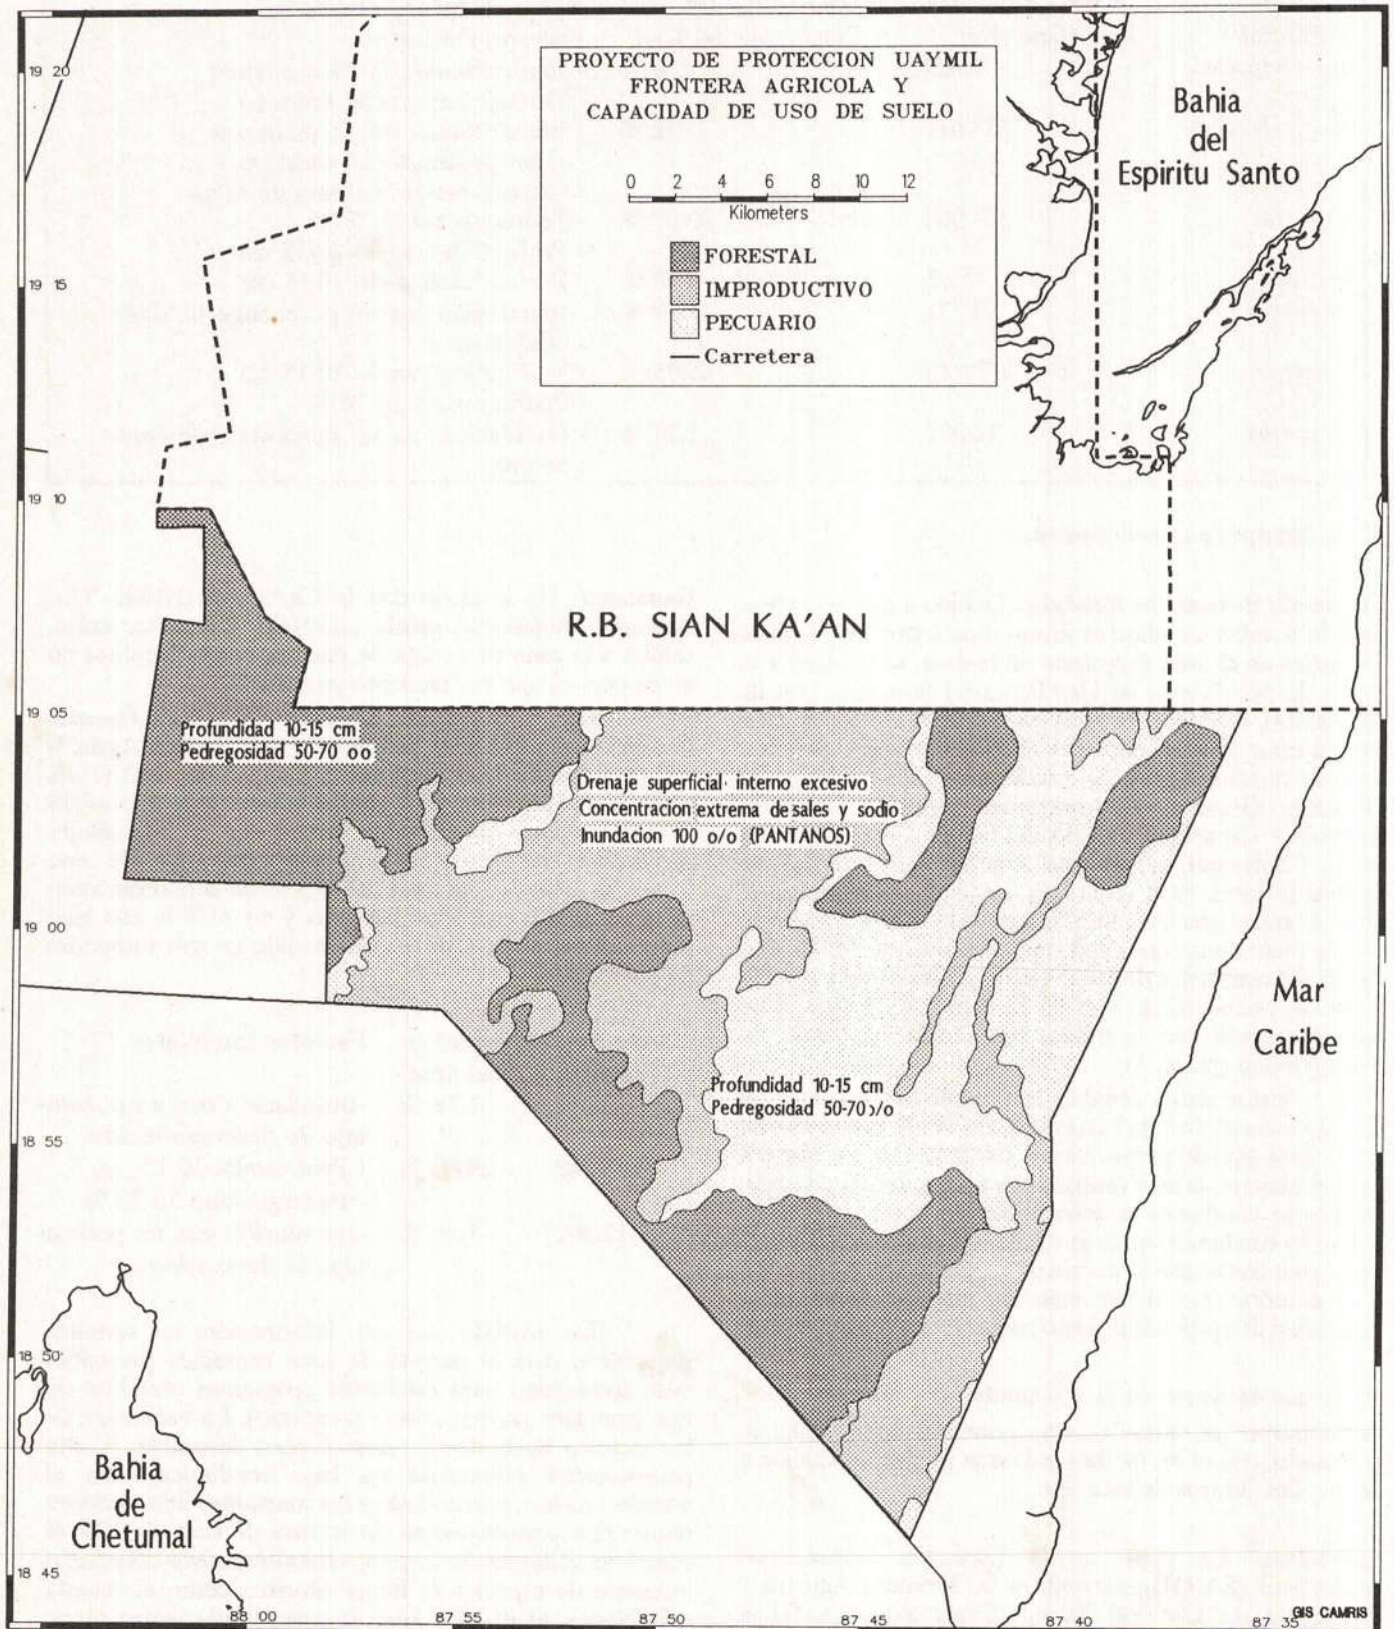 PROYECTO DE PROTECCION UAYMIL
FRONTERA AGRICOLA Y
CAPACIDAD DE USO DE SUELO
0 2 4 6 8 10 12
Kilometers
FORESTAL
IMPRODUCTIVO
PECUARIO
Carretera
Bahia
del
Espiritu Santo
19 20
19 15
19 10
R.B. SIAN KA'AN
19 05
Profundidad 10-15 cm
Pedregosidad 50-70 oo
Drenaje superficial interno excesivo
Concentracion extrema de sales y sodio
Inundacion 100 o/o (PANTANOS)
19 00
Mar
Caribe
Profundidad 10-15 cm
Pedregosidad 50-70 o/o
18 55
18 50
Bahia
de
Chetumal
18 45
88 00 87 55 87 50 87 45 87 40 87 35
GIS CAMRIS